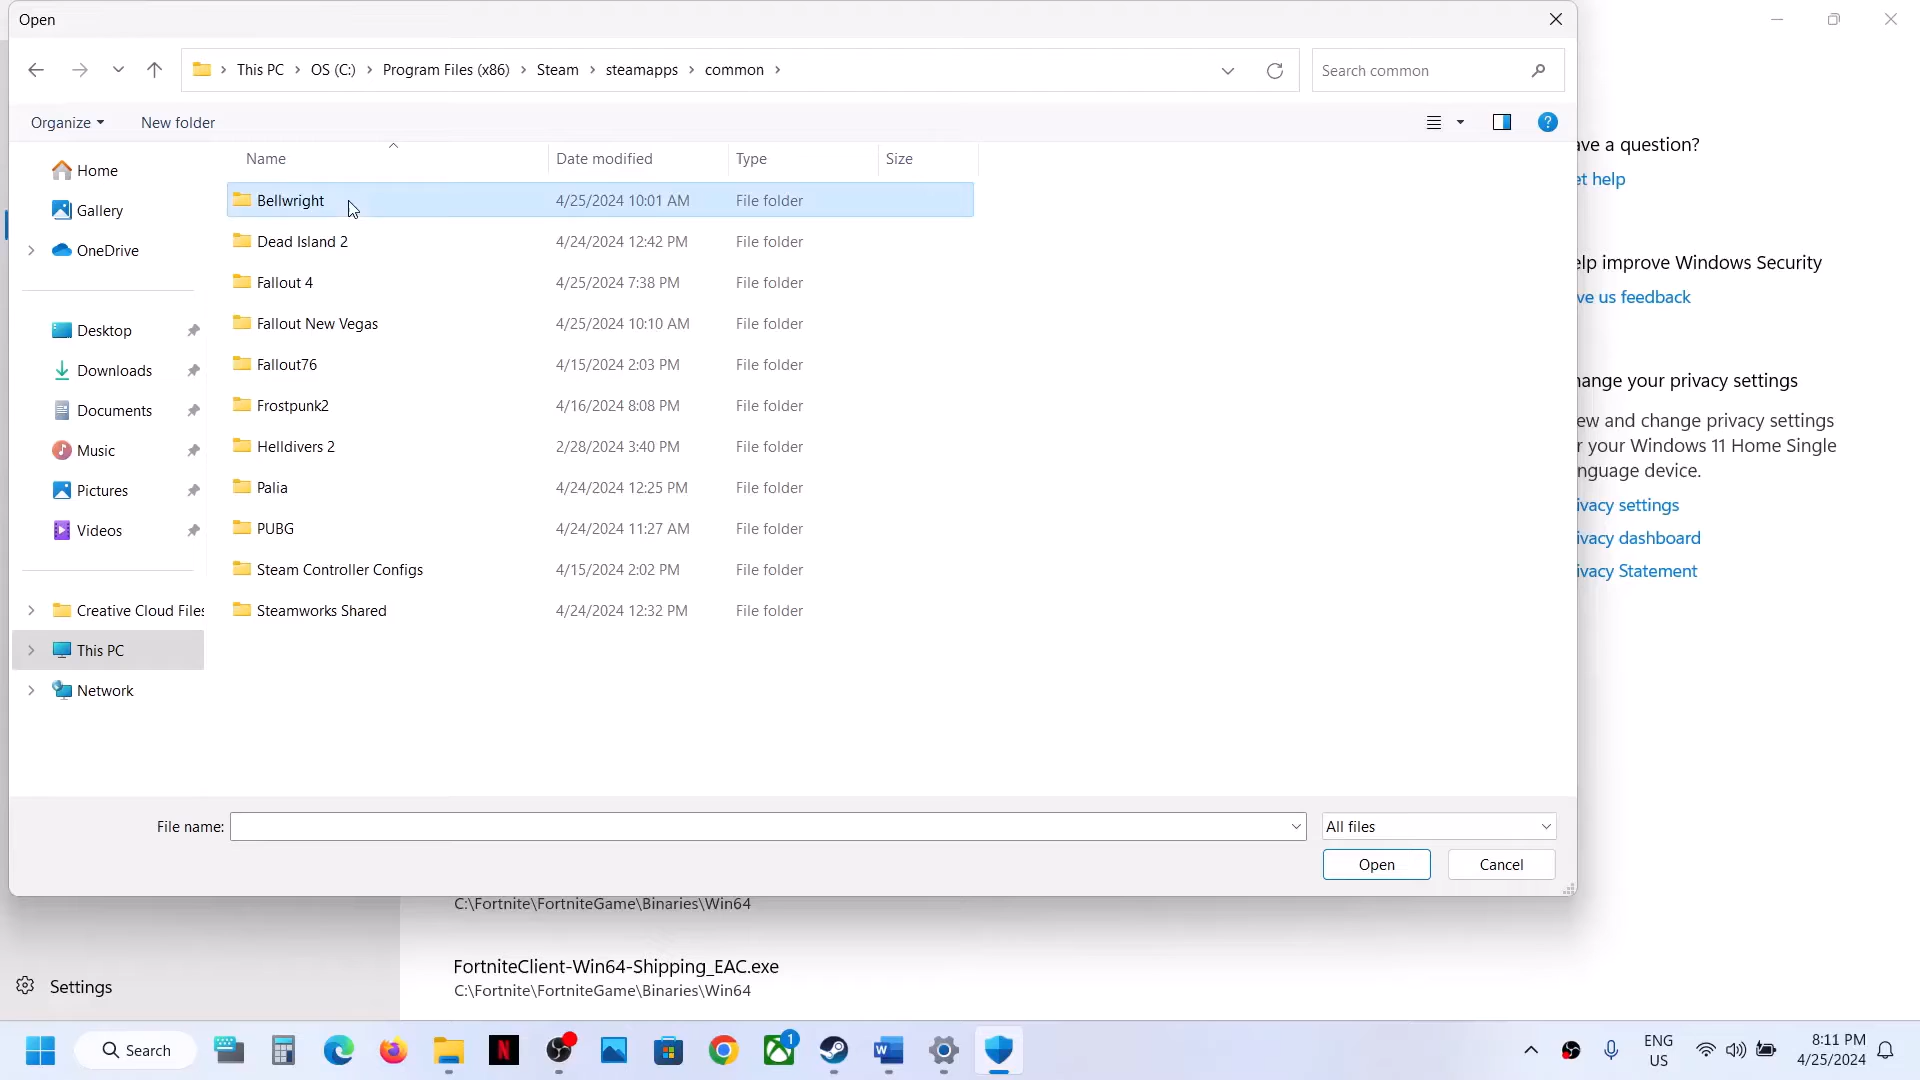 Open
This PC > OS (C:) > Program Files (x86) > Steam > steamapps > common >
Search common
Organize
New folder
Name
Date modified
Type
Size
Home
Gallery
OneDrive
Desktop
Downloads
Documents
Music
Pictures
Videos
Creative Cloud Files
This PC
Network
Bellwright 4/25/2024 10:01 AM File folder
Dead Island 2 4/24/2024 12:42 PM File folder
Fallout 4 4/25/2024 7:38 PM File folder
Fallout New Vegas 4/25/2024 10:10 AM File folder
Fallout76 4/15/2024 2:03 PM File folder
Frostpunk2 4/16/2024 8:08 PM File folder
Helldivers 2 2/28/2024 3:40 PM File folder
Palia 4/24/2024 12:25 PM File folder
PUBG 4/24/2024 11:27 AM File folder
Steam Controller Configs 4/15/2024 2:02 PM File folder
Steamworks Shared 4/24/2024 12:32 PM File folder
File name:
All files
Open
Cancel
ave a question?
et help
elp improve Windows Security
ve us feedback
hange your privacy settings
ew and change privacy settings
r your Windows 11 Home Single
nguage device.
ivacy settings
ivacy dashboard
ivacy Statement
C:\Fortnite\FortniteGame\Binaries\Win64
FortniteClient-Win64-Shipping_EAC.exe
C:\Fortnite\FortniteGame\Binaries\Win64
Settings
Search
1
ENG
US
8:11 PM
4/25/2024